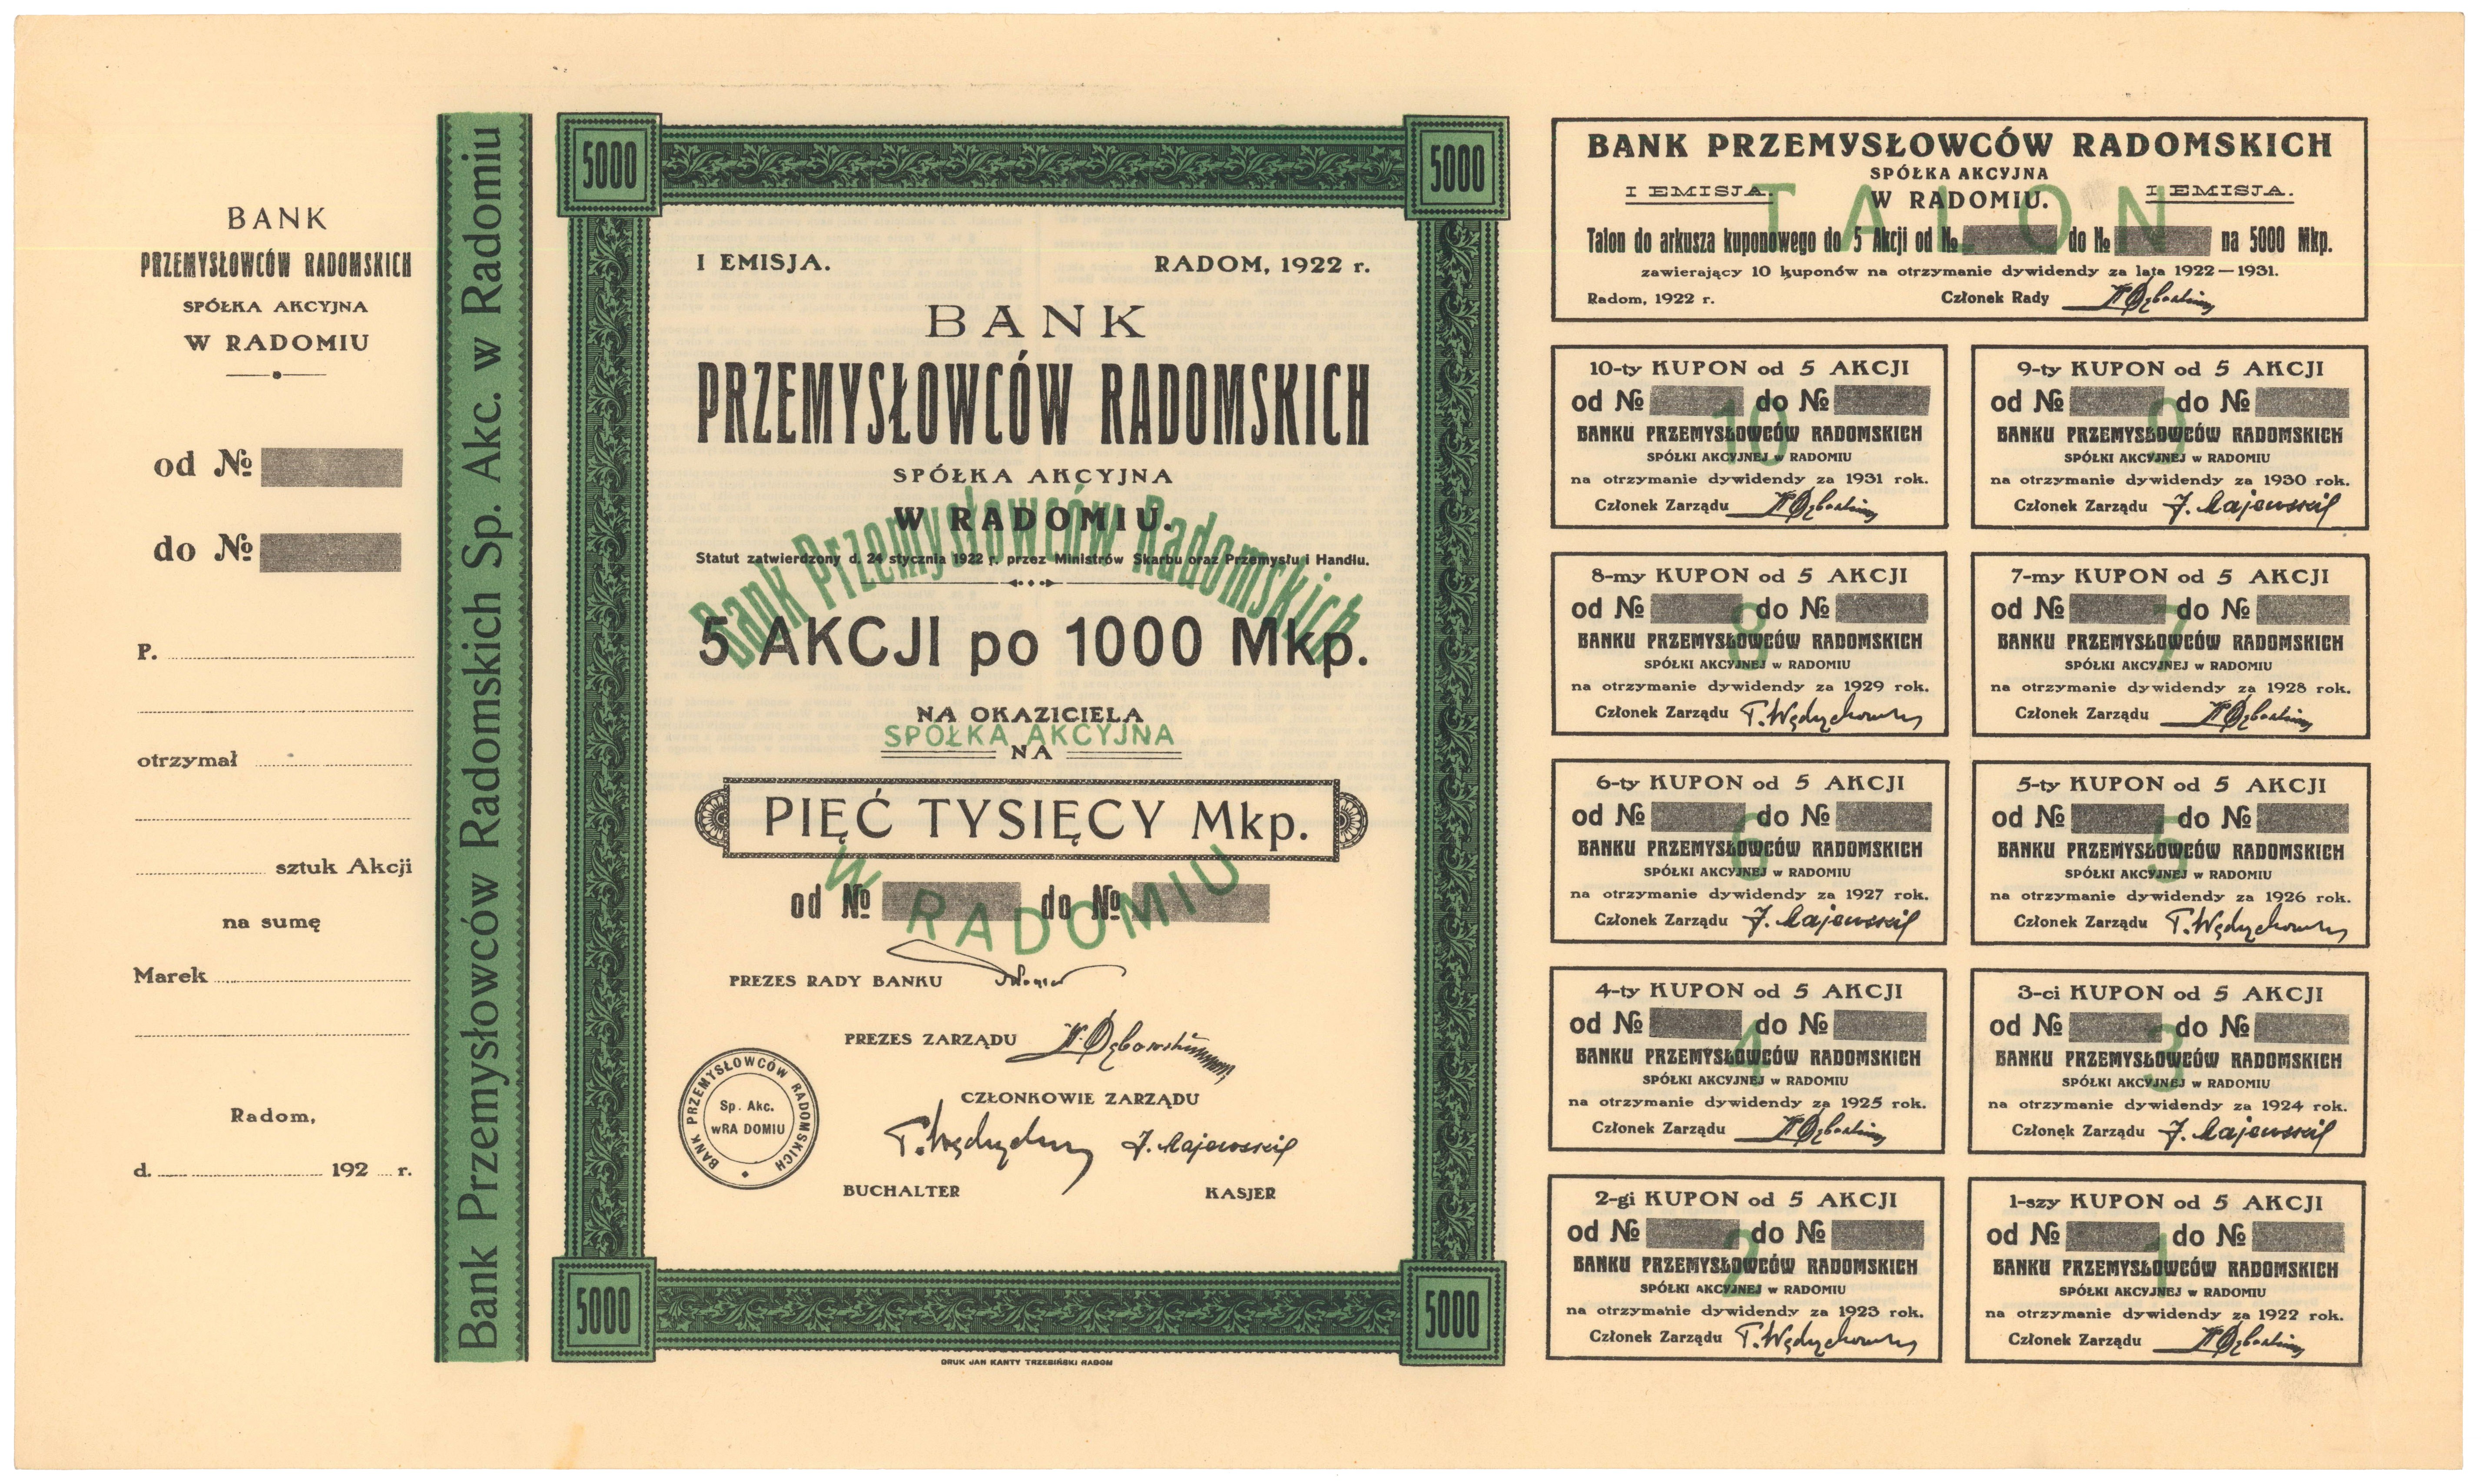 BANK
PRZEMYSŁOWCÓW RADOMSKICH
SPÓŁKA AKCYJNA
W RADOMIU
od №
do №
P.
otrzymał
sztuk Akcji
na sumę
Marek
Radom,
d. 192 r.
Bank Przemysłowców Radomskich Sp. Akc. w Radomiu
5000
5000
I EMISJA. RADOM, 1922 r.
BANK
PRZEMYSŁOWCÓW RADOMSKICH
SPÓŁKA AKCYJNA
W RADOMIU.
Bank Przemysłowców Radomskich
Statut zatwierdzony d. 24 stycznia 1922 r. przez Ministrów Skarbu oraz Przemysłu i Handlu.
5 AKCJI po 1000 Mkp.
NA OKAZICIELA
SPÓŁKA AKCYJNA
NA
PIĘĆ TYSIĘCY Mkp.
W RADOMIU
od № do №
PREZES RADY BANKU
PREZES ZARZĄDU
CZŁONKOWIE ZARZĄDU
J. Majewski
BANK PRZEMYSŁOWCÓW RADOMSKICH
Sp. Akc.
wRA DOMIU
BUCHALTER KASJER
5000
5000
DRUK JAN KANTY TRZEBIŃSKI RADOM
BANK PRZEMYSŁOWCÓW RADOMSKICH
SPÓŁKA AKCYJNA
I EMISJA. I EMISJA.
W RADOMIU.
TALON
Talon do arkusza kuponowego do 5 Akcji od № do № na 5000 Mkp.
zawierający 10 kuponów na otrzymanie dywidendy za lata 1922—1931.
Radom, 1922 r. Członek Rady
10-ty KUPON od 5 AKCJI
od № do №
10
BANKU PRZEMYSŁOWCÓW RADOMSKICH
SPÓŁKI AKCYJNEJ w RADOMIU
na otrzymanie dywidendy za 1931 rok.
Członek Zarządu
9-ty KUPON od 5 AKCJI
od № do №
9
BANKU PRZEMYSŁOWCÓW RADOMSKICH
SPÓŁKI AKCYJNEJ w RADOMIU
na otrzymanie dywidendy za 1930 rok.
Członek Zarządu J. Majewski
8-my KUPON od 5 AKCJI
od № do №
8
BANKU PRZEMYSŁOWCÓW RADOMSKICH
SPÓŁKI AKCYJNEJ w RADOMIU
na otrzymanie dywidendy za 1929 rok.
Członek Zarządu
7-my KUPON od 5 AKCJI
od № do №
7
BANKU PRZEMYSŁOWCÓW RADOMSKICH
SPÓŁKI AKCYJNEJ w RADOMIU
na otrzymanie dywidendy za 1928 rok.
Członek Zarządu
6-ty KUPON od 5 AKCJI
od № do №
6
BANKU PRZEMYSŁOWCÓW RADOMSKICH
SPÓŁKI AKCYJNEJ w RADOMIU
na otrzymanie dywidendy za 1927 rok.
Członek Zarządu J. Majewski
5-ty KUPON od 5 AKCJI
od № do №
5
BANKU PRZEMYSŁOWCÓW RADOMSKICH
SPÓŁKI AKCYJNEJ w RADOMIU
na otrzymanie dywidendy za 1926 rok.
Członek Zarządu
4-ty KUPON od 5 AKCJI
od № do №
4
BANKU PRZEMYSŁOWCÓW RADOMSKICH
SPÓŁKI AKCYJNEJ w RADOMIU
na otrzymanie dywidendy za 1925 rok.
Członek Zarządu
3-ci KUPON od 5 AKCJI
od № do №
3
BANKU PRZEMYSŁOWCÓW RADOMSKICH
SPÓŁKI AKCYJNEJ w RADOMIU
na otrzymanie dywidendy za 1924 rok.
Członek Zarządu J. Majewski
2-gi KUPON od 5 AKCJI
od № do №
2
BANKU PRZEMYSŁOWCÓW RADOMSKICH
SPÓŁKI AKCYJNEJ w RADOMIU
na otrzymanie dywidendy za 1923 rok.
Członek Zarządu
1-szy KUPON od 5 AKCJI
od № do №
1
BANKU PRZEMYSŁOWCÓW RADOMSKICH
SPÓŁKI AKCYJNEJ w RADOMIU
na otrzymanie dywidendy za 1922 rok.
Członek Zarządu